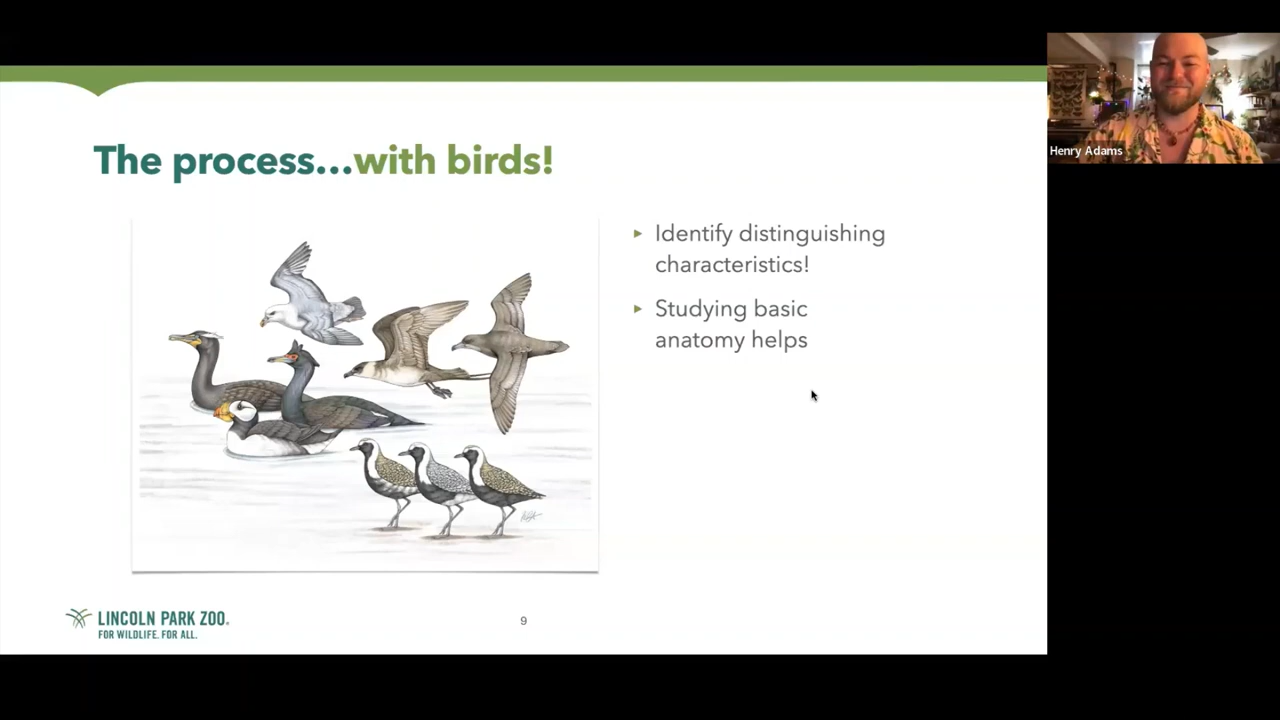 The process...with birds!
▸ Identify distinguishing
characteristics!
▸ Studying basic
anatomy helps
LINCOLN PARK ZOO®
FOR WILDLIFE. FOR ALL.
9
Henry Adams